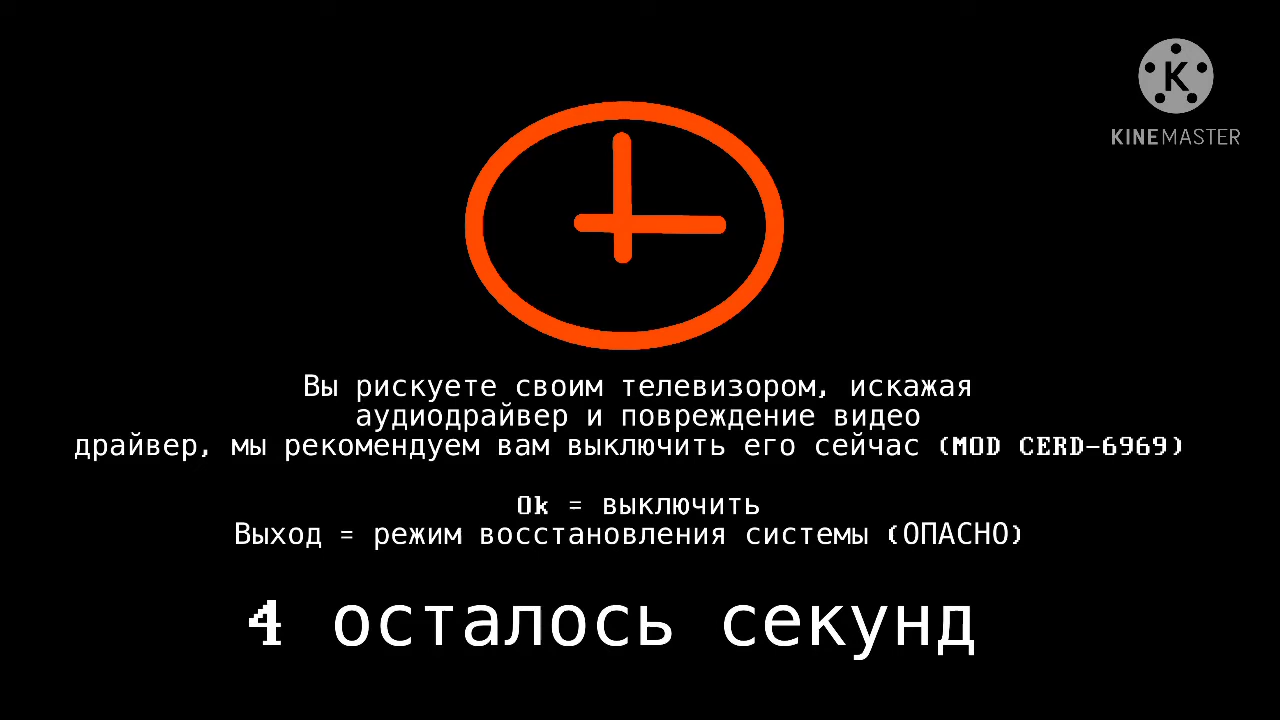 KINEMASTER
Вы рискуете своим телевизором, искажая
аудиодрайвер и повреждение видео
драйвер, мы рекомендуем вам выключить его сейчас (MOD CERD-6969)
Ok = выключить
Выход = режим восстановления системы (ОПАСНО)
4 осталось секунд